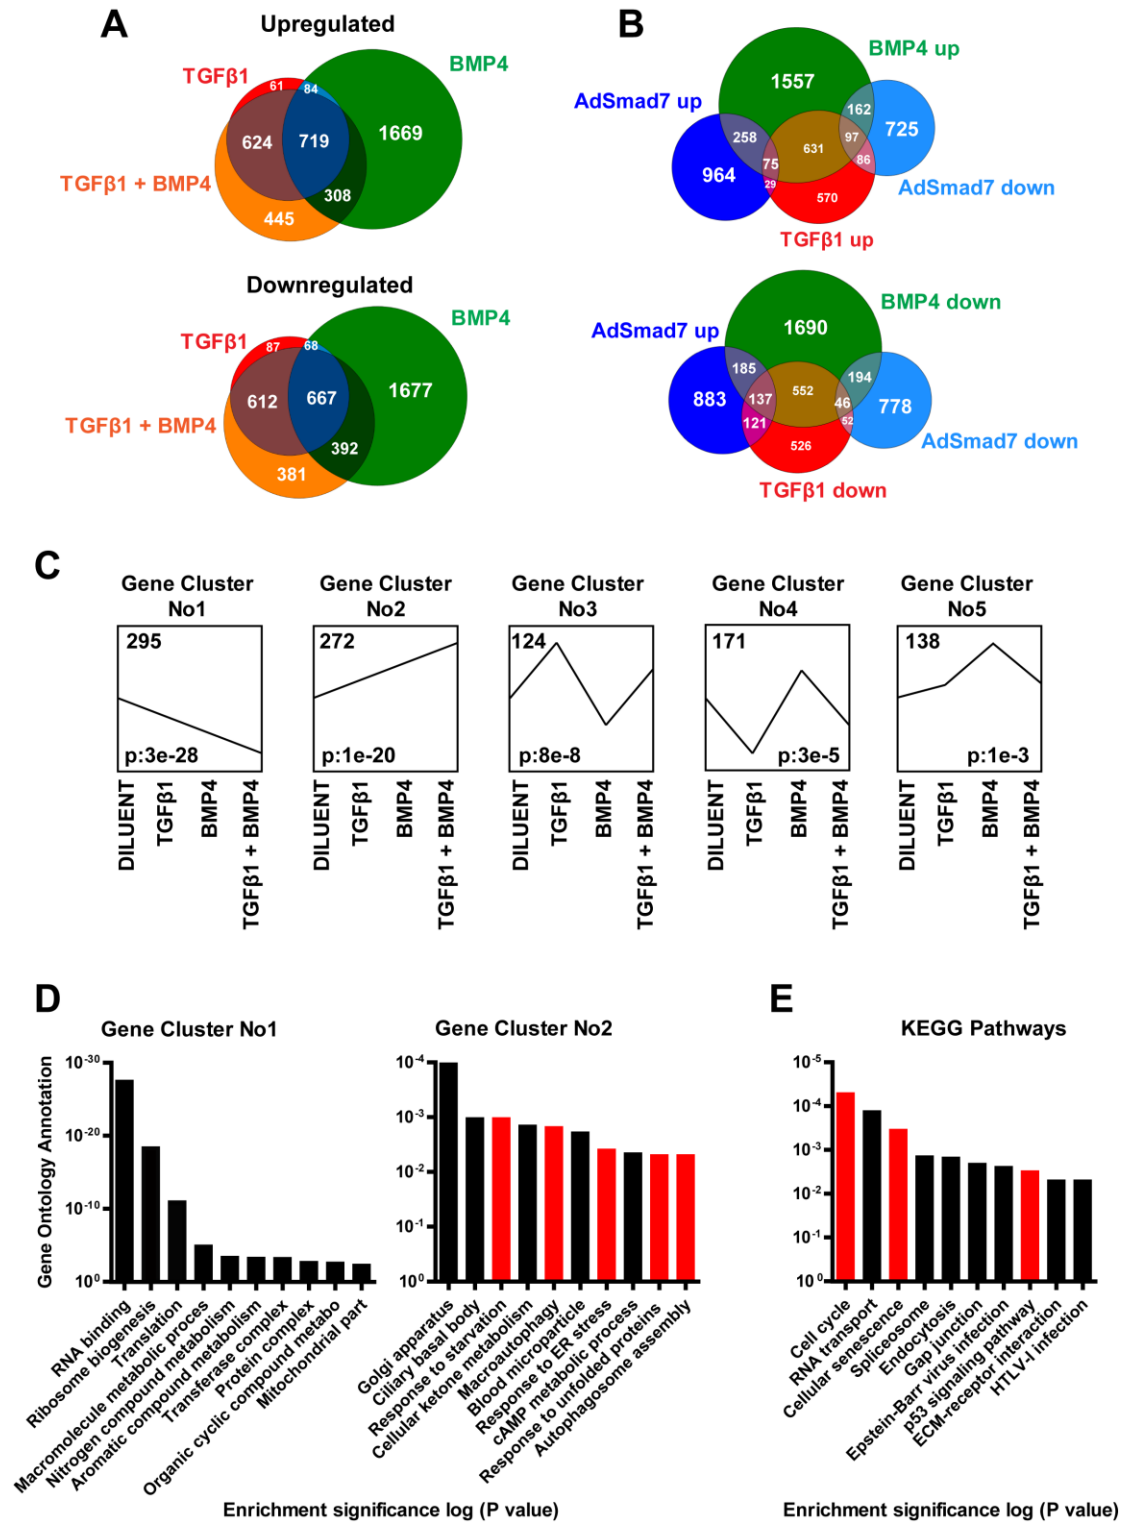 A
Upregulated
TGFβ1
61
84
BMP4
624
719
1669
TGFβ1 + BMP4
308
445
Downregulated
TGFβ1
87
68
BMP4
612
667
1677
TGFβ1 + BMP4
392
381
B
BMP4 up
1557
AdSmad7 up
162
725
258
97
631
964
75
86
29
570
AdSmad7 down
TGFβ1 up
BMP4 down
1690
AdSmad7 up
185
194
552
883
137
46
778
121
52
526
AdSmad7 down
TGFβ1 down
C
Gene Cluster
No1
295
p:3e-28
DILUENT
TGFβ1
BMP4
TGFβ1 + BMP4
Gene Cluster
No2
272
p:1e-20
DILUENT
TGFβ1
BMP4
TGFβ1 + BMP4
Gene Cluster
No3
124
p:8e-8
DILUENT
TGFβ1
BMP4
TGFβ1 + BMP4
Gene Cluster
No4
171
p:3e-5
DILUENT
TGFβ1
BMP4
TGFβ1 + BMP4
Gene Cluster
No5
138
p:1e-3
DILUENT
TGFβ1
BMP4
TGFβ1 + BMP4
D
Gene Cluster No1
Gene Ontology Annotation
10-30
10-20
10-10
100
RNA binding
Ribosome biogenesis
Translation
Macromolecule metabolic proces
Nitrogen compound metabolism
Aromatic compound metabolism
Transferase complex
Protein complex
Organic cyclic compound metabo
Mitochondrial part
Gene Cluster No2
10-4
10-3
10-2
10-1
100
Golgi apparatus
Ciliary basal body
Response to starvation
Cellular ketone metabolism
Macroautophagy
Blood microparticle
Response to ER stress
cAMP metabolic process
Response to unfolded proteins
Autophagosome assembly
Enrichment significance log (P value)
E
KEGG Pathways
10-5
10-4
10-3
10-2
10-1
100
Cell cycle
RNA transport
Cellular senescence
Spliceosome
Endocytosis
Gap junction
Epstein-Barr virus infection
p53 signaling pathway
ECM-receptor interaction
HTLV-I infection
Enrichment significance log (P value)